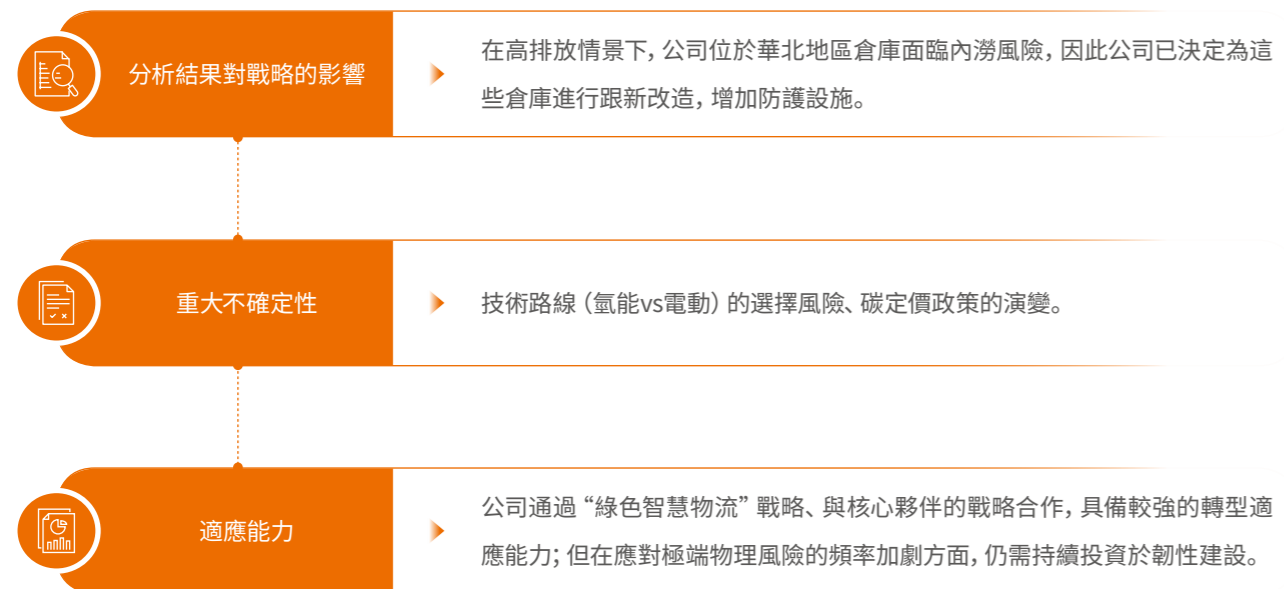 分析結果對戰略的影響
在高排放情景下，公司位於華北地區倉庫面臨內澇風險，因此公司已決定為這
些倉庫進行跟新改造，增加防護設施。
重大不確定性
技術路線（氫能vs電動）的選擇風險、碳定價政策的演變。
適應能力
公司通過“綠色智慧物流”戰略、與核心夥伴的戰略合作，具備較強的轉型適
應能力；但在應對極端物理風險的頻率加劇方面，仍需持續投資於韌性建設。